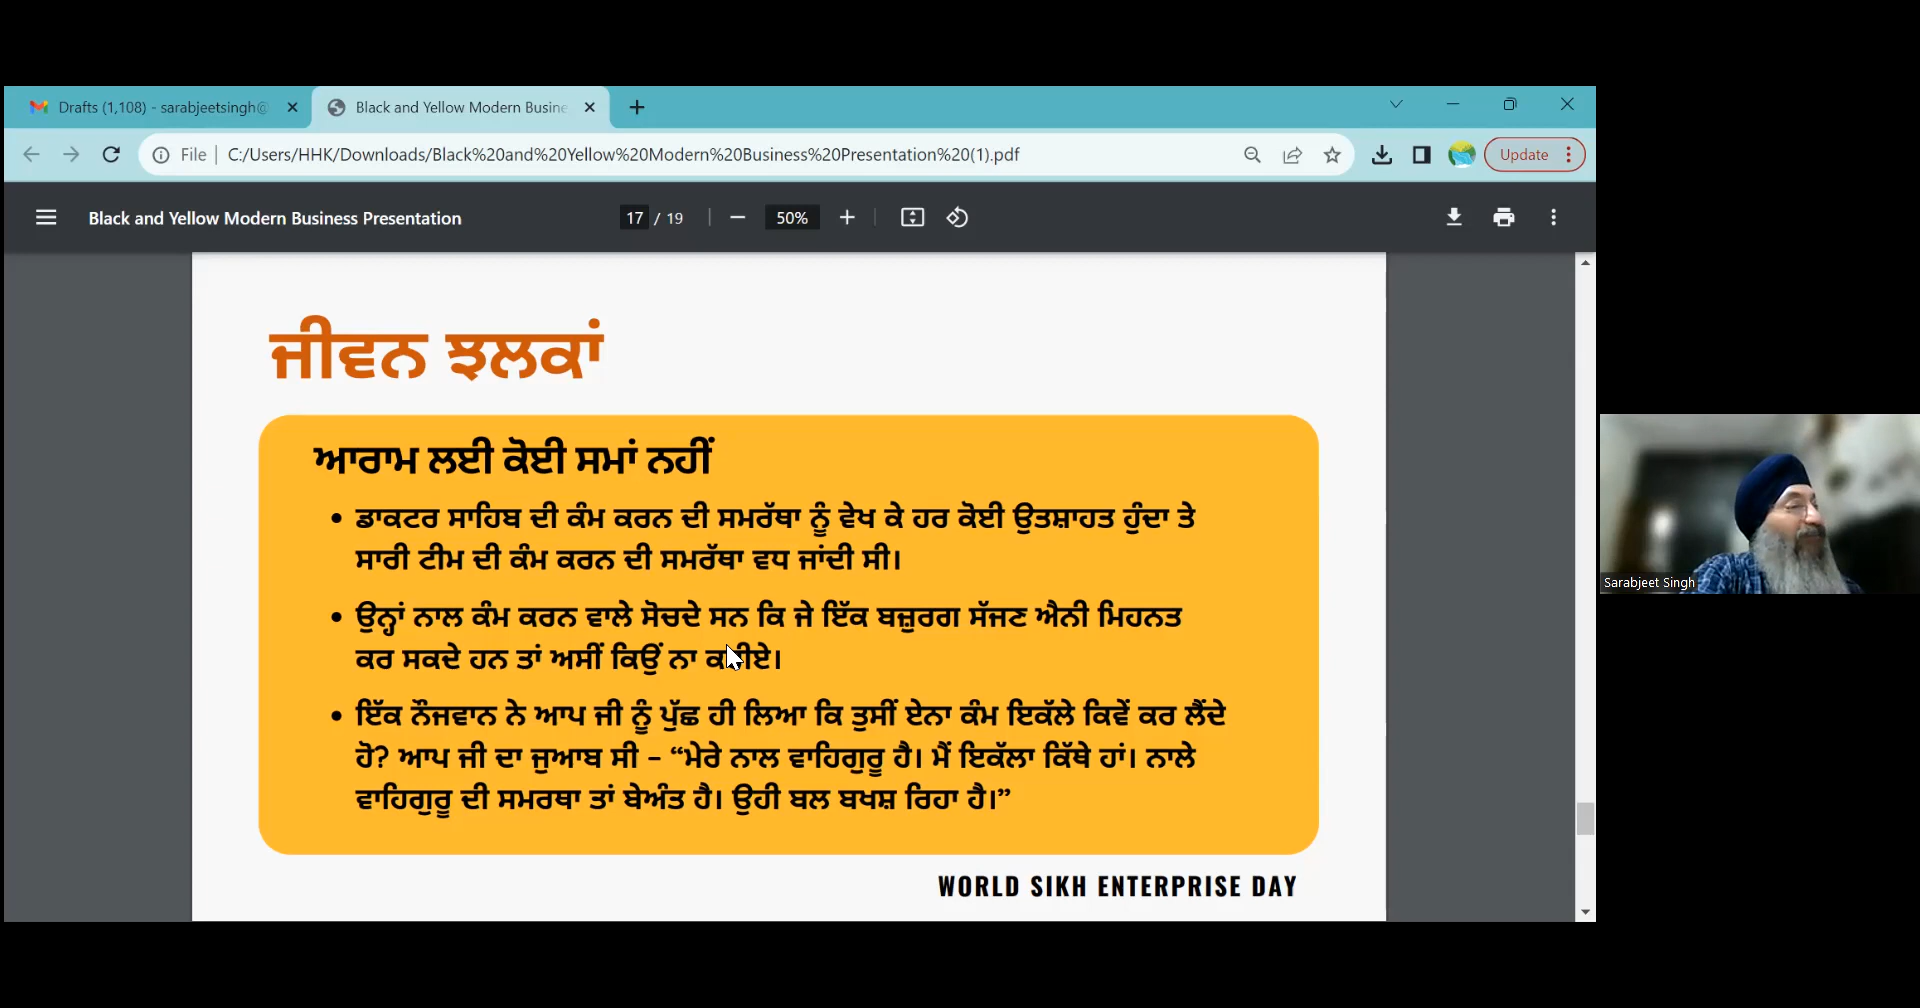 Drafts (1,108) - sarabjeetsingh@
Black and Yellow Modern Busine
File
C:/Users/HHK/Downloads/Black%20and%20Yellow%20Modern%20Business%20Presentation%20(1).pdf
Update
Black and Yellow Modern Business Presentation
17 / 19
50%
ਜੀਵਨ ਝਲਕਾਂ
ਆਰਾਮ ਲਈ ਕੋਈ ਸਮਾਂ ਨਹੀਂ
• ਡਾਕਟਰ ਸਾਹਿਬ ਦੀ ਕੰਮ ਕਰਨ ਦੀ ਸਮਰੱਥਾ ਨੂੰ ਵੇਖ ਕੇ ਹਰ ਕੋਈ ਉਤਸ਼ਾਹਤ ਹੁੰਦਾ ਤੇ
ਸਾਰੀ ਟੀਮ ਦੀ ਕੰਮ ਕਰਨ ਦੀ ਸਮਰੱਥਾ ਵਧ ਜਾਂਦੀ ਸੀ।
• ਉਨ੍ਹਾਂ ਨਾਲ ਕੰਮ ਕਰਨ ਵਾਲੇ ਸੋਚਦੇ ਸਨ ਕਿ ਜੇ ਇੱਕ ਬਜ਼ੁਰਗ ਸੱਜਣ ਐਨੀ ਮਿਹਨਤ
ਕਰ ਸਕਦੇ ਹਨ ਤਾਂ ਅਸੀਂ ਕਿਉਂ ਨਾ ਕਰੀਏ।
• ਇੱਕ ਨੌਜਵਾਨ ਨੇ ਆਪ ਜੀ ਨੂੰ ਪੁੱਛ ਹੀ ਲਿਆ ਕਿ ਤੁਸੀਂ ਏਨਾ ਕੰਮ ਇਕੱਲੇ ਕਿਵੇਂ ਕਰ ਲੈਂਦੇ
ਹੋ? ਆਪ ਜੀ ਦਾ ਜੁਆਬ ਸੀ – “ਮੇਰੇ ਨਾਲ ਵਾਹਿਗੁਰੂ ਹੈ। ਮੈਂ ਇਕੱਲਾ ਕਿੱਥੇ ਹਾਂ। ਨਾਲੇ
ਵਾਹਿਗੁਰੂ ਦੀ ਸਮਰਥਾ ਤਾਂ ਬੇਅੰਤ ਹੈ। ਉਹੀ ਬਲ ਬਖਸ਼ ਰਿਹਾ ਹੈ।”
WORLD SIKH ENTERPRISE DAY
Sarabjeet Singh